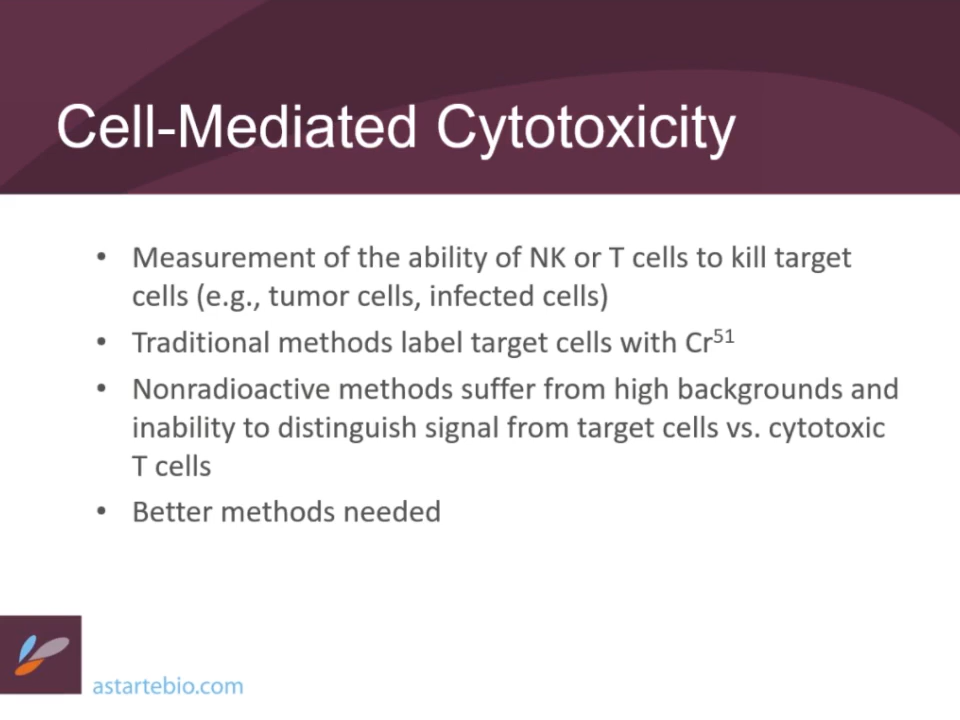 Cell-Mediated Cytotoxicity
• Measurement of the ability of NK or T cells to kill target
cells (e.g., tumor cells, infected cells)
• Traditional methods label target cells with Cr⁵¹
• Nonradioactive methods suffer from high backgrounds and
inability to distinguish signal from target cells vs. cytotoxic
T cells
• Better methods needed
astartebio.com